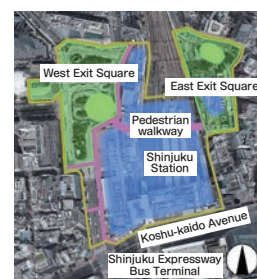 West Exit Square
East Exit Square
Pedestrian
walkway
Shinjuku
Station
Koshu-kaido Avenue
Shinjuku Expressway
Bus Terminal